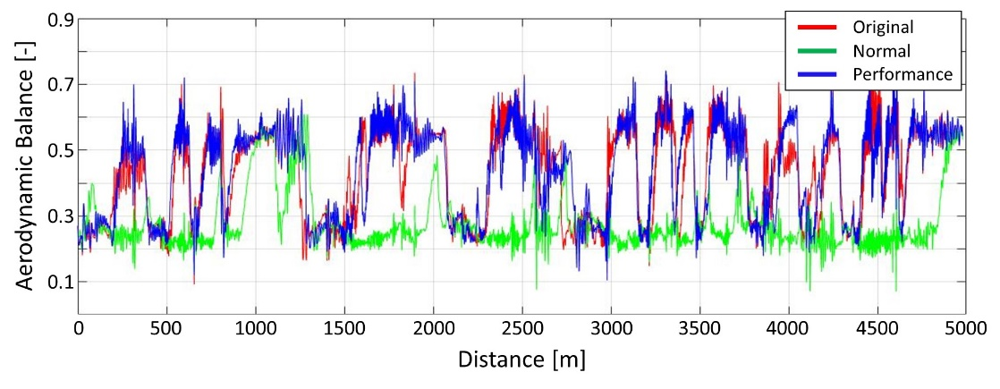 0.9
0.7
0.5
0.3
0.1
Aerodynamic Balance [-]
Original
Normal
Performance
0 500 1000 1500 2000 2500 3000 3500 4000 4500 5000
Distance [m]